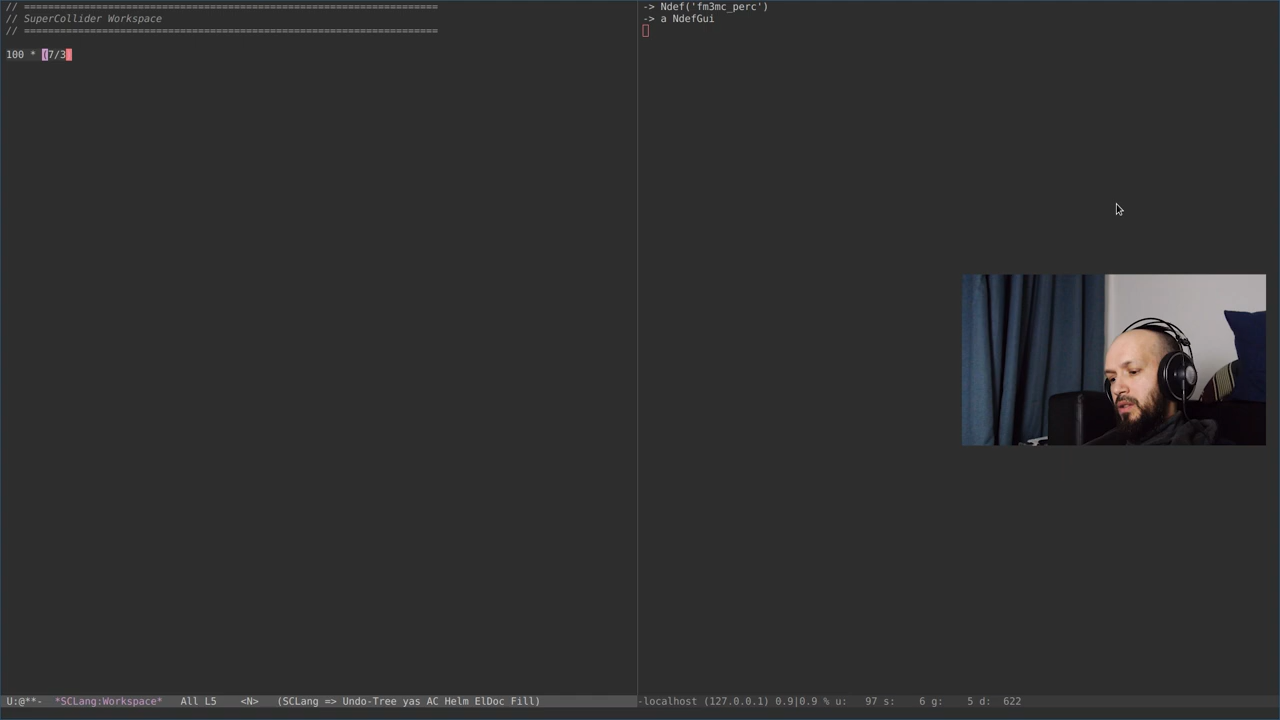 // =====================================================================
// SuperCollider Workspace
// =====================================================================
100 * (7/3)
U:@**-  *SCLang:Workspace*   All L5    <N>   (SCLang => Undo-Tree yas AC Helm ElDoc Fill)
-> Ndef('fm3mc_perc')
-> a NdefGui
-localhost (127.0.0.1) 0.9|0.9 % u:   97 s:    6 g:    5 d:  622